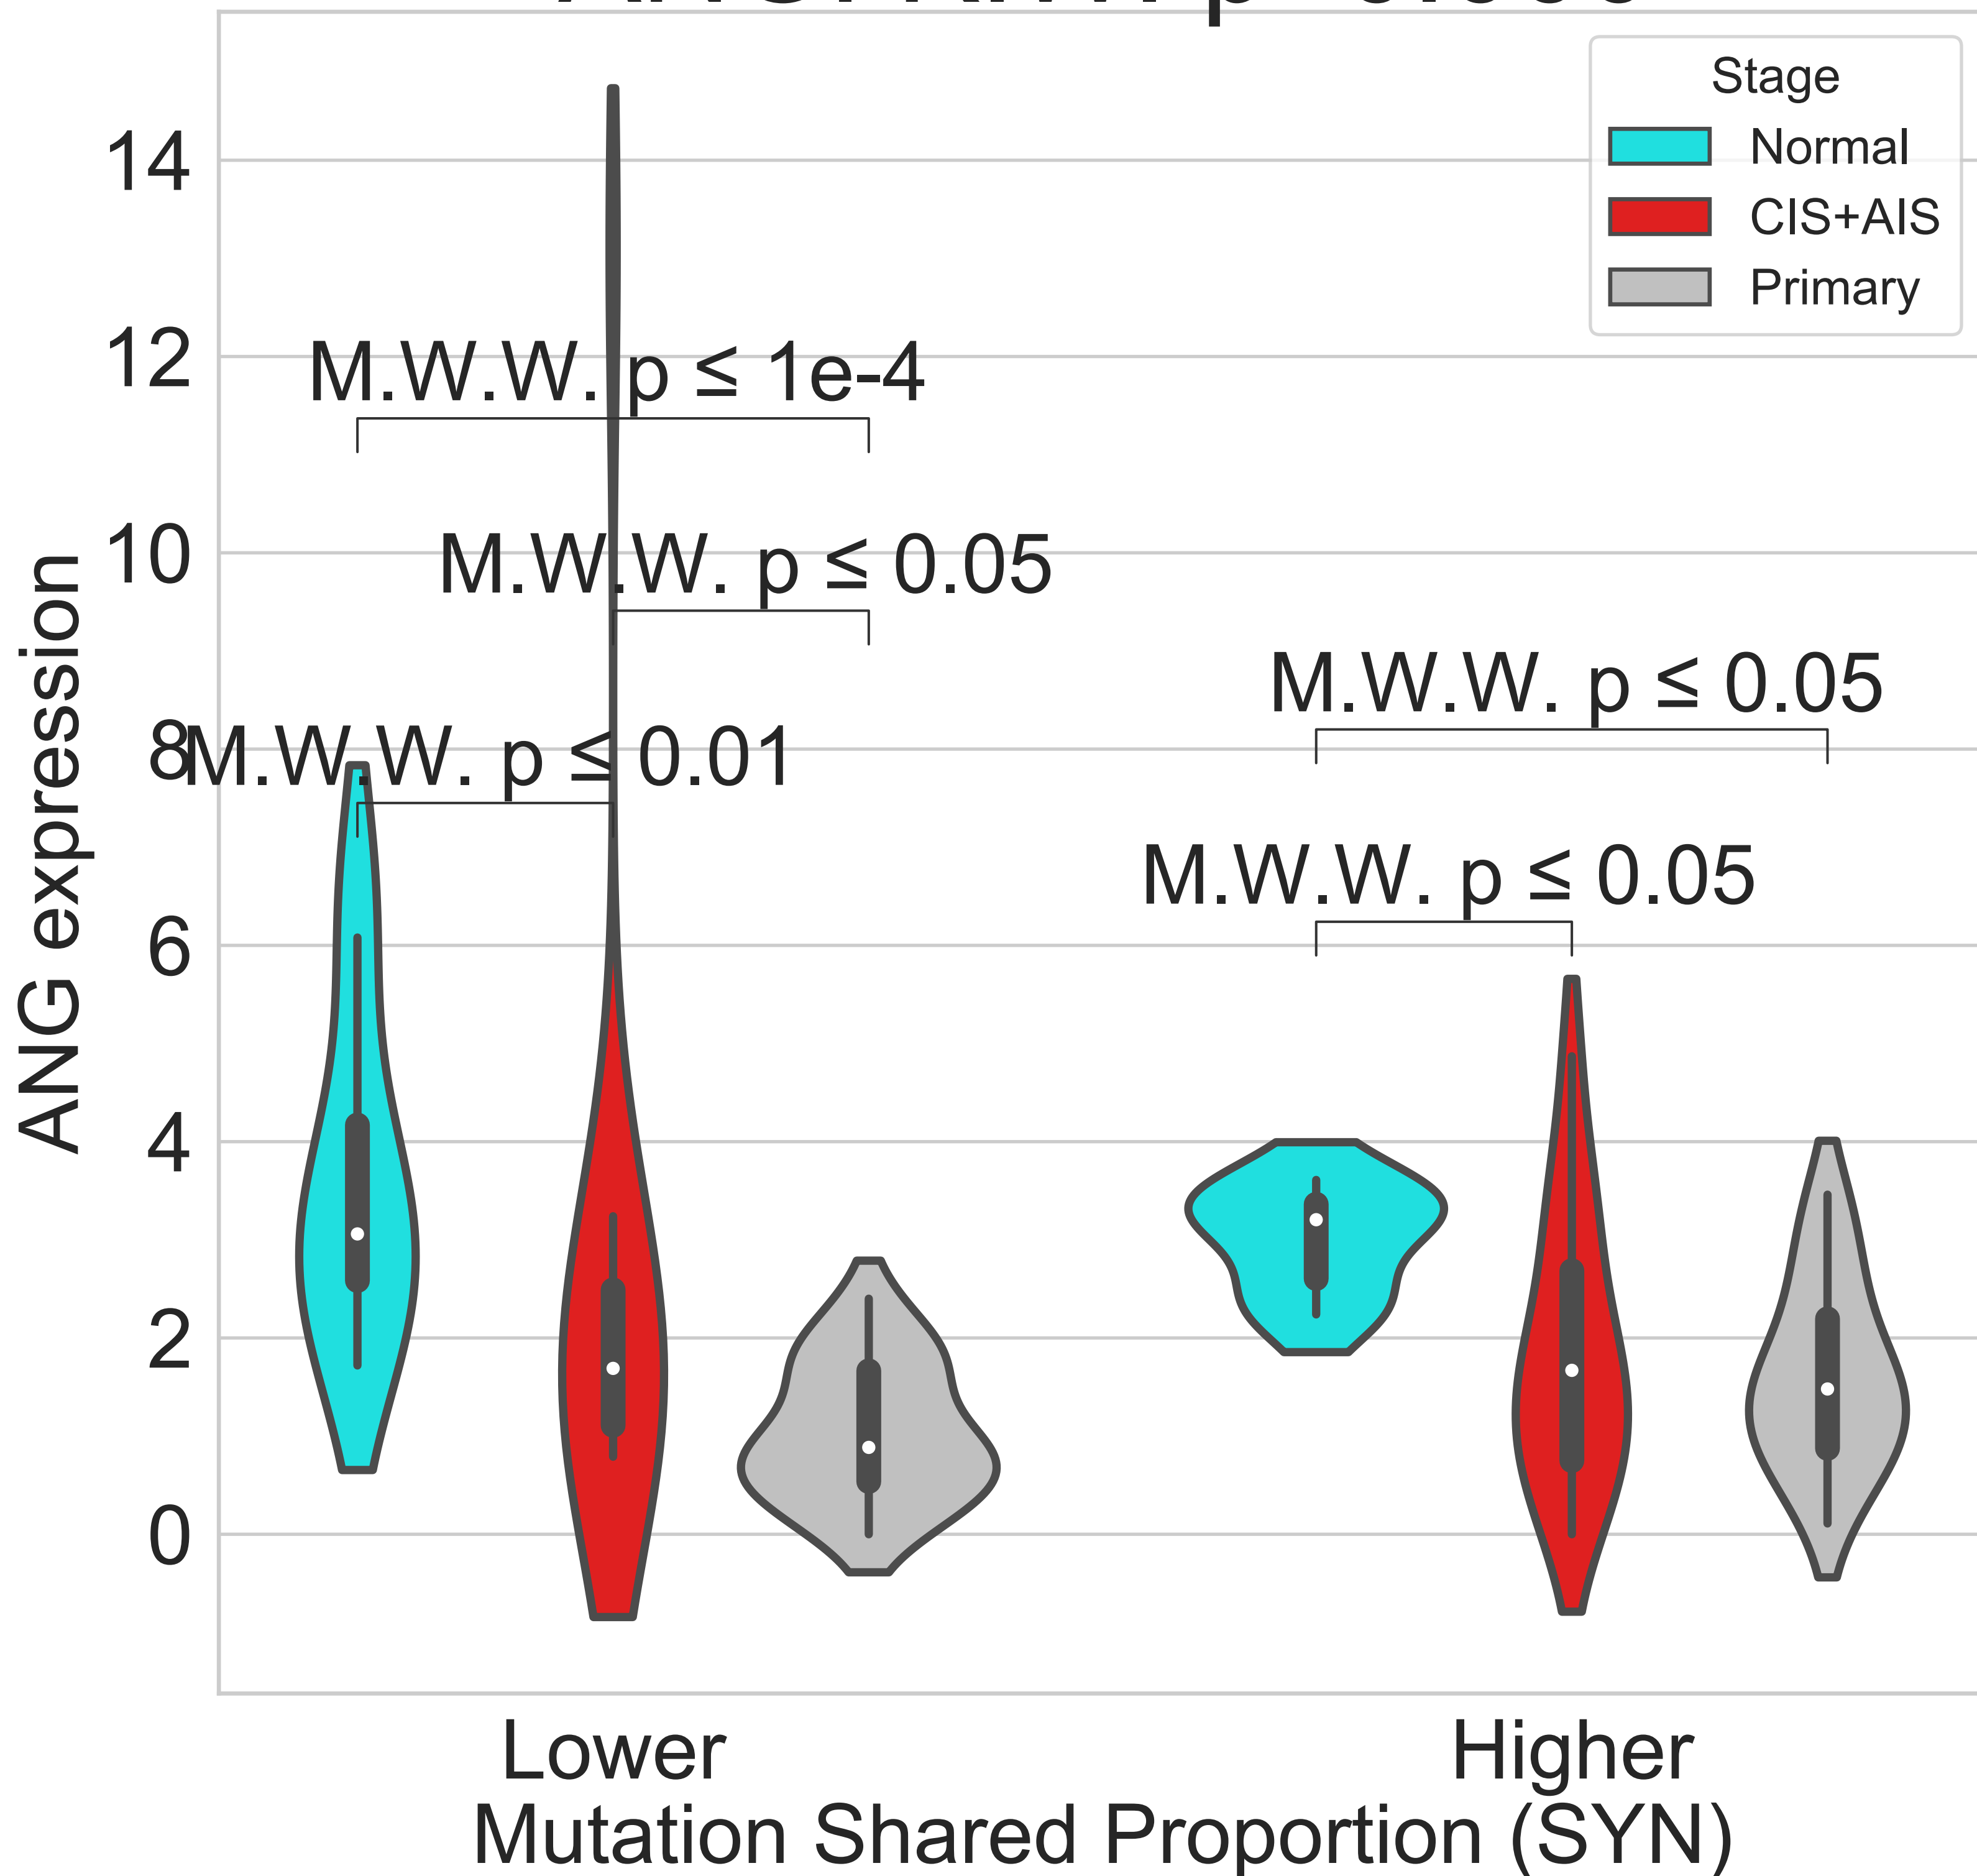 Stage
Normal
CIS+AIS
Primary
14
12
10
8
6
4
2
0
ANG expression
M.W.W. p ≤ 1e-4
M.W.W. p ≤ 0.05
M.W.W. p ≤ 0.01
M.W.W. p ≤ 0.05
M.W.W. p ≤ 0.05
Lower
Higher
Mutation Shared Proportion (SYN)